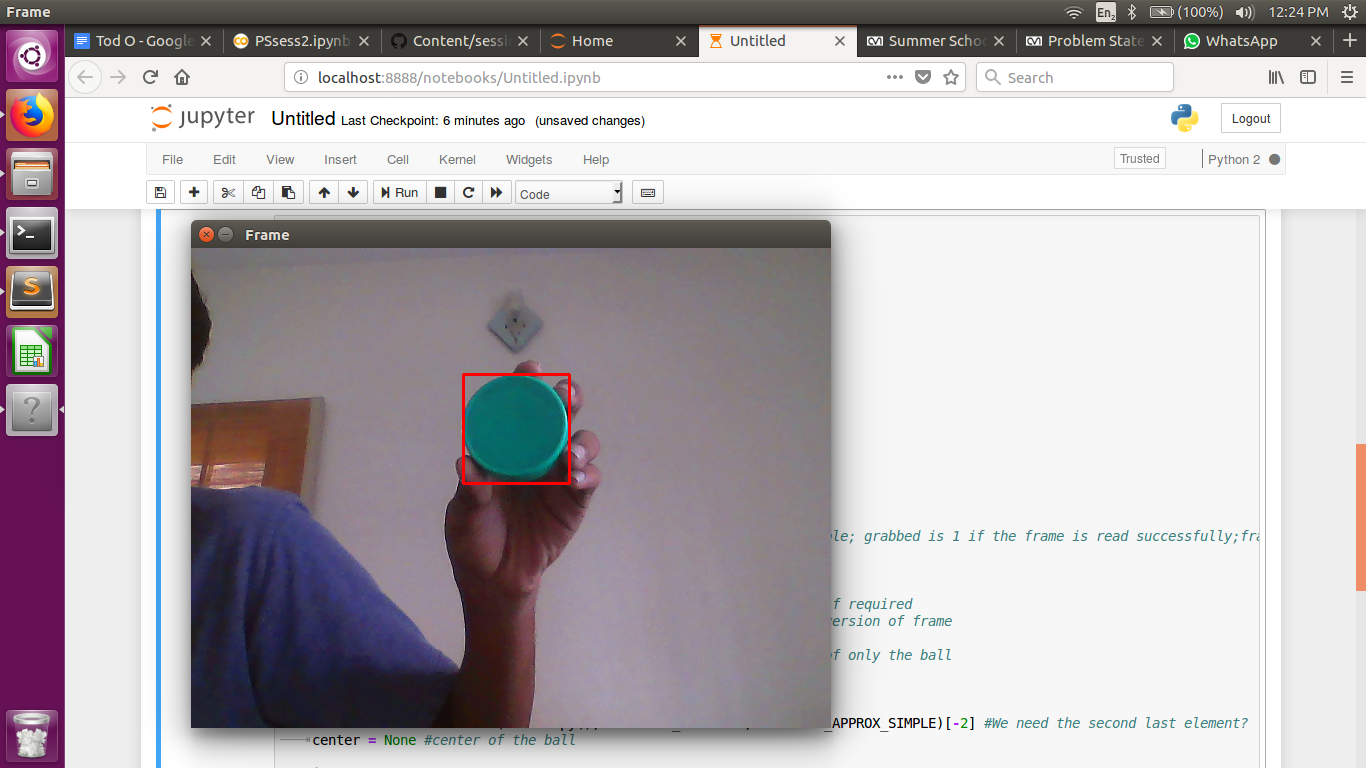 Frame
En2
(100%)
12:24 PM
Tod O - Google
PSsess2.ipynb
Content/sessi
Home
Untitled
Summer Schoo
Problem State
WhatsApp
localhost:8888/notebooks/Untitled.ipynb
Search
jupyter
Untitled Last Checkpoint: 6 minutes ago (unsaved changes)
Logout
File Edit View Insert Cell Kernel Widgets Help
Trusted
Python 2
Run
Code
Frame
le; grabbed is 1 if the frame is read successfully;fra
f required
ersion of frame
f only the ball
_APPROX_SIMPLE)[-2] #We need the second last element?
center = None #center of the ball